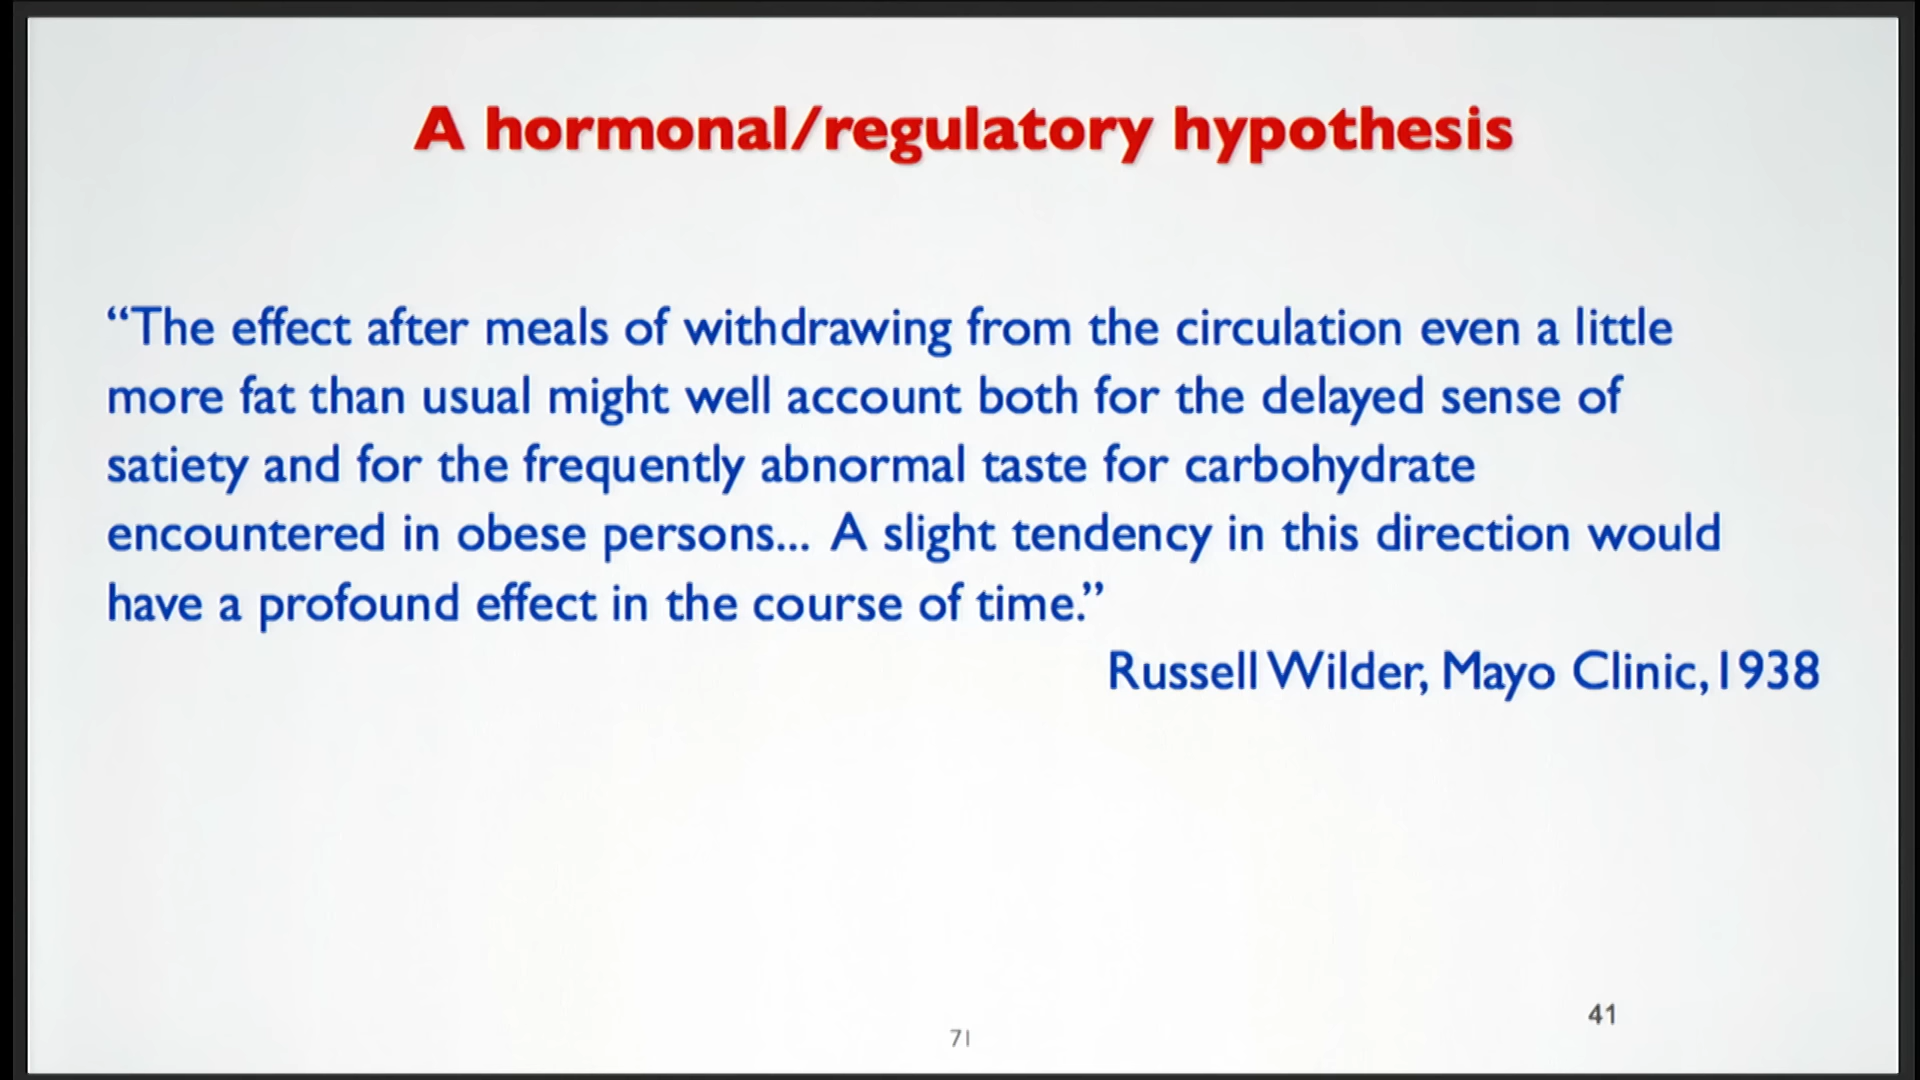 A hormonal/regulatory hypothesis
“The effect after meals of withdrawing from the circulation even a little
more fat than usual might well account both for the delayed sense of
satiety and for the frequently abnormal taste for carbohydrate
encountered in obese persons... A slight tendency in this direction would
have a profound effect in the course of time.”
Russell Wilder, Mayo Clinic,1938
41
71